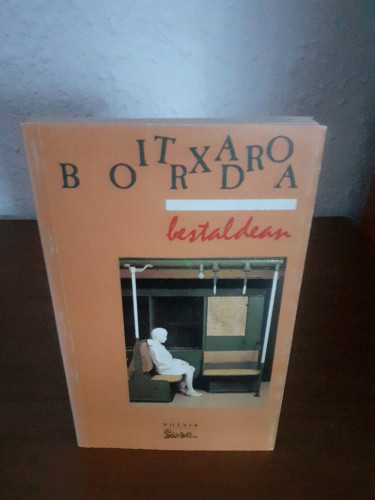 ITXARO
BORDA
bestaldean
POESIA
Susa